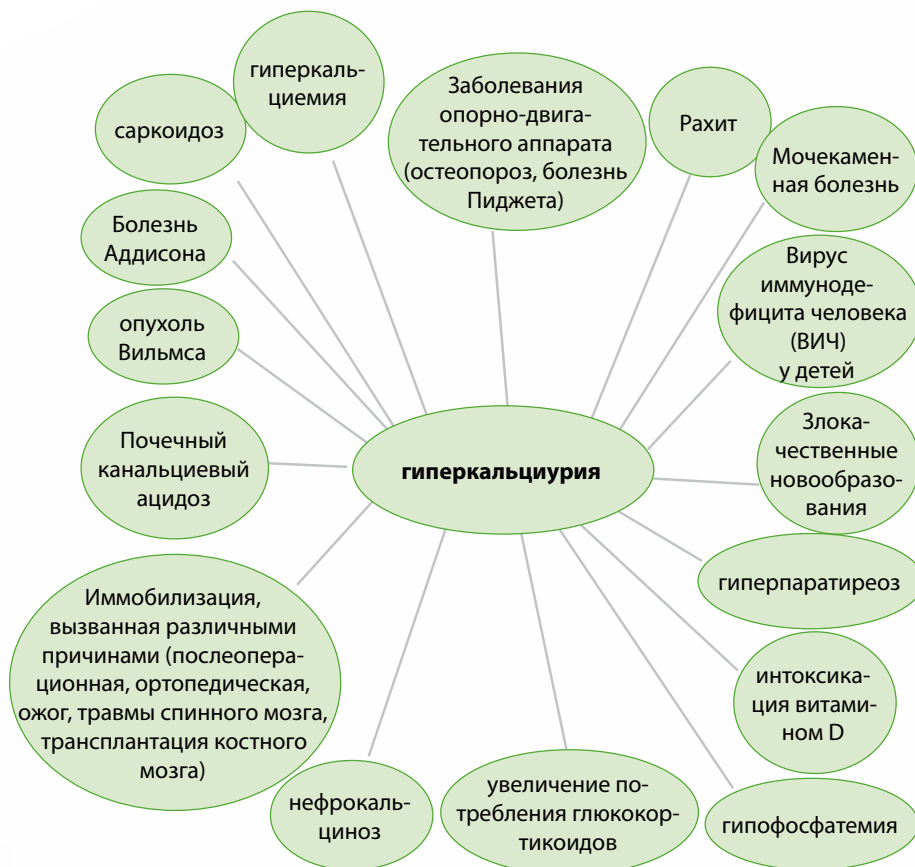 гиперкаль-
циемия
саркоидоз
Заболевания
опорно-двига-
тельного аппарата
(остеопороз, болезнь
Пиджета)
Рахит
Мочекамен-
ная болезнь
Болезнь
Аддисона
Вирус
иммуноде-
фицита человека
(ВИЧ)
у детей
опухоль
Вильмса
Почечный
канальциевый
ацидоз
гиперкальциурия
Злока-
чественные
новообразо-
вания
гиперпаратиреоз
Иммобилизация,
вызванная различными
причинами (послеопера-
ционная, ортопедическая,
ожог, травмы спинного мозга,
трансплантация костного
мозга)
интоксика-
ция витами-
ном D
нефрокаль-
циноз
увеличение по-
требления глюкокор-
тикоидов
гипофосфатемия